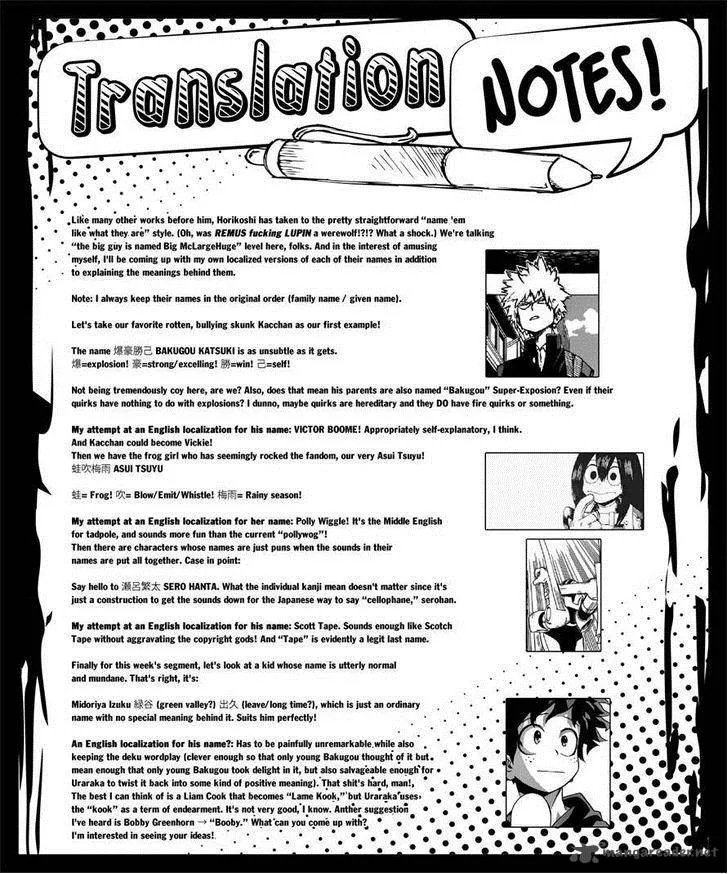 Translation NOTES!
Like many other works before him, Horikoshi has taken to the pretty straightforward “name 'em
like what they are” style. (Oh, was REMUS fucking LUPIN a werewolf!?!? What a shock.) We're talking
“the big guy is named Big McLargeHuge” level here, folks. And in the interest of amusing
myself, I'll be coming up with my own localized versions of each of their names in addition
to explaining the meanings behind them.
Note: I always keep their names in the original order (family name / given name).
Let's take our favorite rotten, bullying skunk Kacchan as our first example!
The name 爆豪勝己 BAKUGOU KATSUKI is as unsubtle as it gets.
爆=explosion! 豪=strong/excelling! 勝=win! 己=self!
Not being tremendously coy here, are we? Also, does that mean his parents are also named “Bakugou” Super-Exposion? Even if their
quirks have nothing to do with explosions? I dunno, maybe quirks are hereditary and they DO have fire quirks or something.
My attempt at an English localization for his name: VICTOR BOOME! Appropriately self-explanatory, I think.
And Kacchan could become Vickie!
Then we have the frog girl who has seemingly rocked the fandom, our very Asui Tsuyu!
蛙吹梅雨 ASUI TSUYU
蛙= Frog! 吹= Blow/Emit/Whistle! 梅雨= Rainy season!
My attempt at an English localization for her name: Polly Wiggle! It's the Middle English
for tadpole, and sounds more fun than the current “pollywog”!
Then there are characters whose names are just puns when the sounds in their
names are put all together. Case in point:
Say hello to 瀬呂繁太 SERO HANTA. What the individual kanji mean doesn't matter since it's
just a construction to get the sounds down for the Japanese way to say “cellophane,” serohan.
My attempt at an English localization for his name: Scott Tape. Sounds enough like Scotch
Tape without aggravating the copyright gods! And “Tape” is evidently a legit last name.
Finally for this week's segment, let's look at a kid whose name is utterly normal
and mundane. That's right, it's:
Midoriya Izuku 緑谷 (green valley?) 出久 (leave/long time?), which is just an ordinary
name with no special meaning behind it. Suits him perfectly!
An English localization for his name?: Has to be painfully unremarkable while also
keeping the deku wordplay (clever enough so that only young Bakugou thought of it but
mean enough that only young Bakugou took delight in it, but also salvageable enough for
Uraraka to twist it back into some kind of positive meaning). That shit's hard, man!
The best I can think of is a Liam Cook that becomes “Lame Kook,” but Uraraka uses
the “kook” as a term of endearment. It's not very good, I know. Anther suggestion
I've heard is Bobby Greenhorn → “Booby.” What can you come up with?
I'm interested in seeing your ideas!
mangareader.net